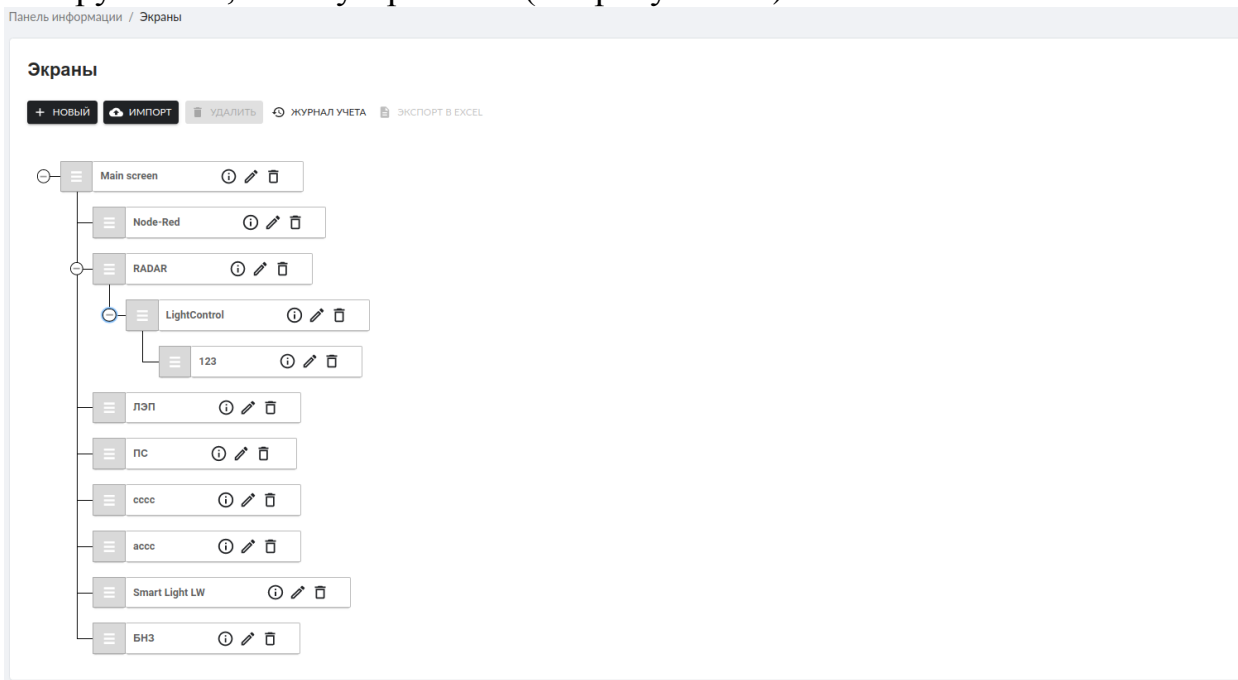 Панель информации / Экраны
Экраны
+ НОВЫЙ ИМПОРТ УДАЛИТЬ ЖУРНАЛ УЧЕТА ЭКСПОРТ В EXCEL
Main screen
Node-Red
RADAR
LightControl
123
ЛЭП
ПС
сссс
ассс
Smart Light LW
БНЗ